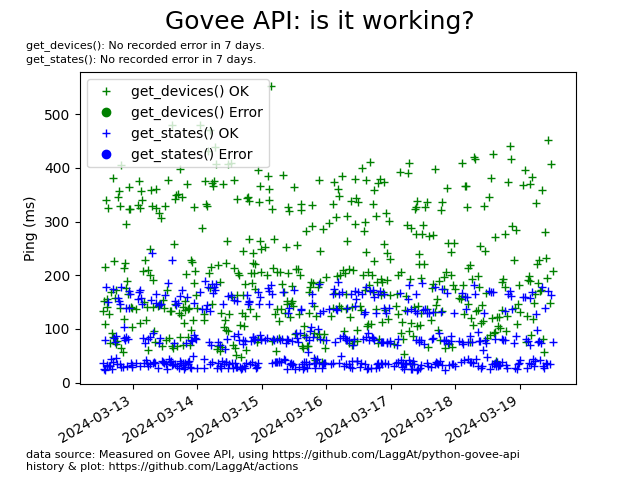 Govee API: is it working?
get_devices(): No recorded error in 7 days.
get_states(): No recorded error in 7 days.
get_devices() OK
get_devices() Error
get_states() OK
get_states() Error
Ping (ms)
500
400
300
200
100
0
2024-03-13
2024-03-14
2024-03-15
2024-03-16
2024-03-17
2024-03-18
2024-03-19
data source: Measured on Govee API, using https://github.com/LaggAt/python-govee-api
history & plot: https://github.com/LaggAt/actions